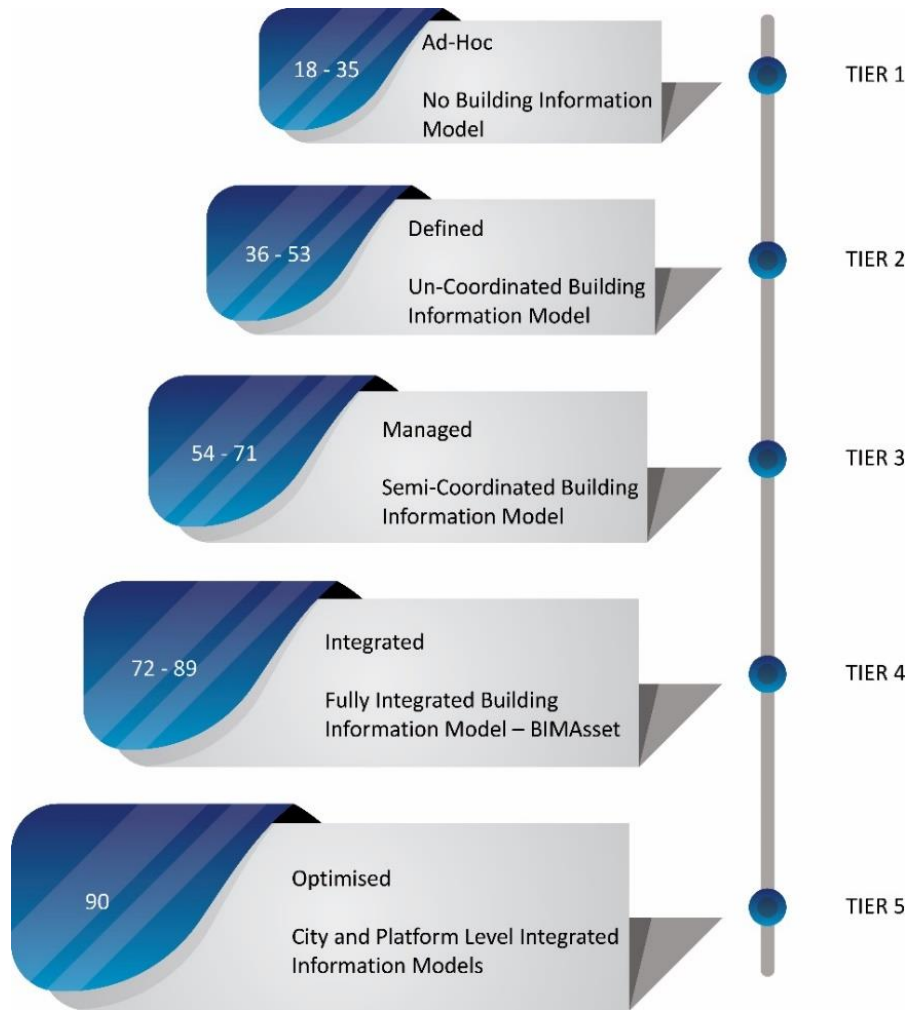 18 - 35
Ad-Hoc
No Building Information
Model
TIER 1
36 - 53
Defined
Un-Coordinated Building
Information Model
TIER 2
54 - 71
Managed
Semi-Coordinated Building
Information Model
TIER 3
72 - 89
Integrated
Fully Integrated Building
Information Model – BIMAsset
TIER 4
90
Optimised
City and Platform Level Integrated
Information Models
TIER 5